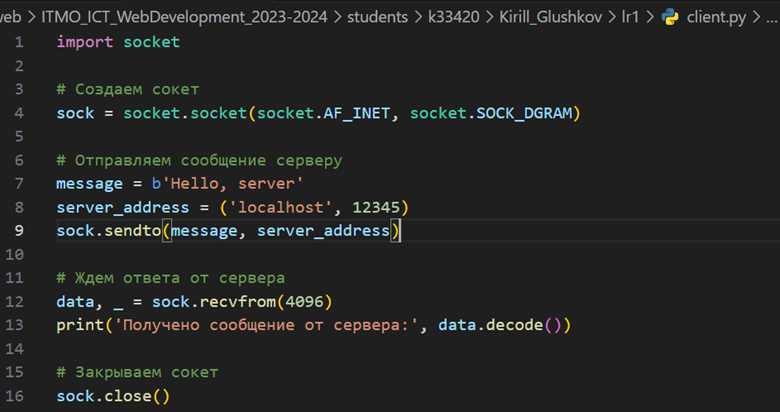 web > ITMO_ICT_WebDevelopment_2023-2024 > students > k33420 > Kirill_Glushkov > lr1 > client.py > ...
1 import socket
2
3 # Создаем сокет
4 sock = socket.socket(socket.AF_INET, socket.SOCK_DGRAM)
5
6 # Отправляем сообщение серверу
7 message = b'Hello, server'
8 server_address = ('localhost', 12345)
9 sock.sendto(message, server_address)
10
11 # Ждем ответа от сервера
12 data, _ = sock.recvfrom(4096)
13 print('Получено сообщение от сервера:', data.decode())
14
15 # Закрываем сокет
16 sock.close()